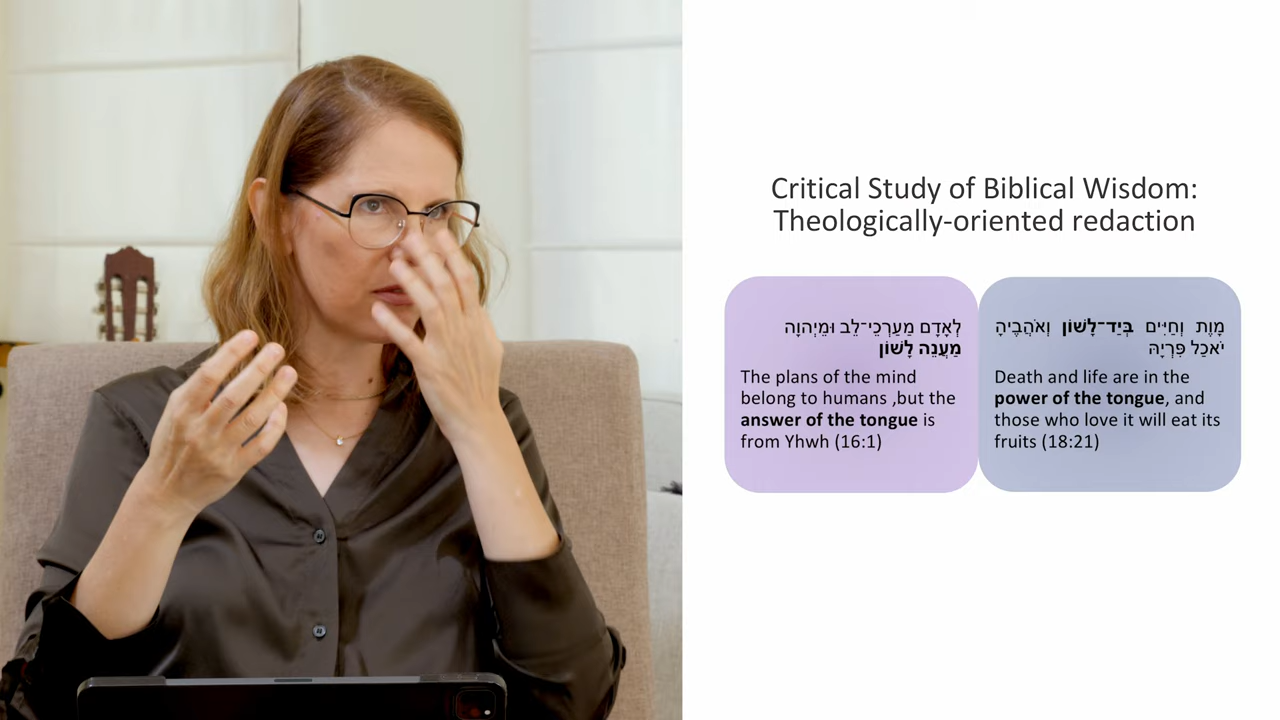 Critical Study of Biblical Wisdom:
Theologically-oriented redaction
לְאָדָם מַעַרְכֵי־לֵב וּמֵיְהוָה
מַעֲנֵה לָשׁוֹן
The plans of the mind
belong to humans ,but the
answer of the tongue is
from Yhwh (16:1)
מָוֶת וְחַיִּים בְּיַד־לָשׁוֹן וְאֹהֲבֶיהָ
יֹאכַל פִּרְיָהּ
Death and life are in the
power of the tongue, and
those who love it will eat its
fruits (18:21)